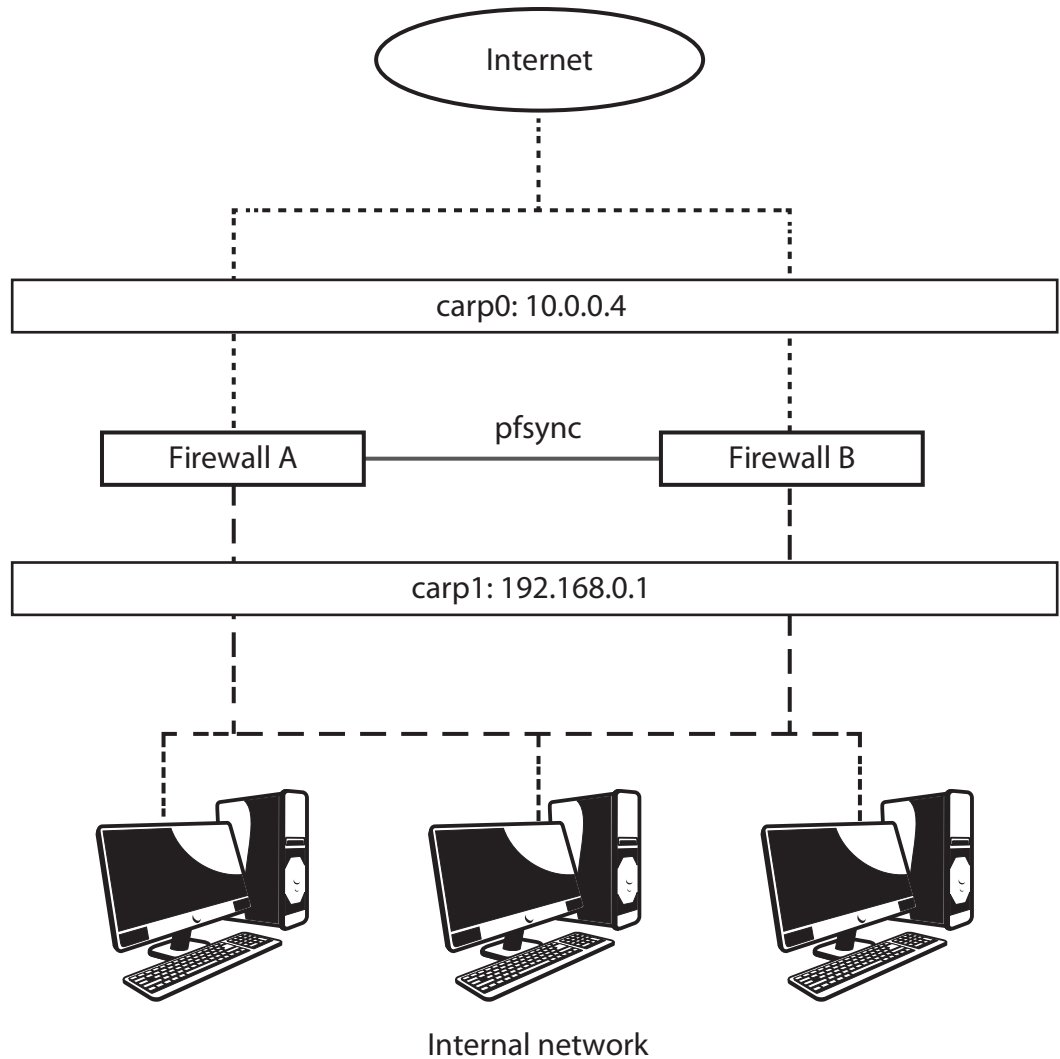 Internet
carp0: 10.0.0.4
pfsync
Firewall A
Firewall B
carp1: 192.168.0.1
Internal network